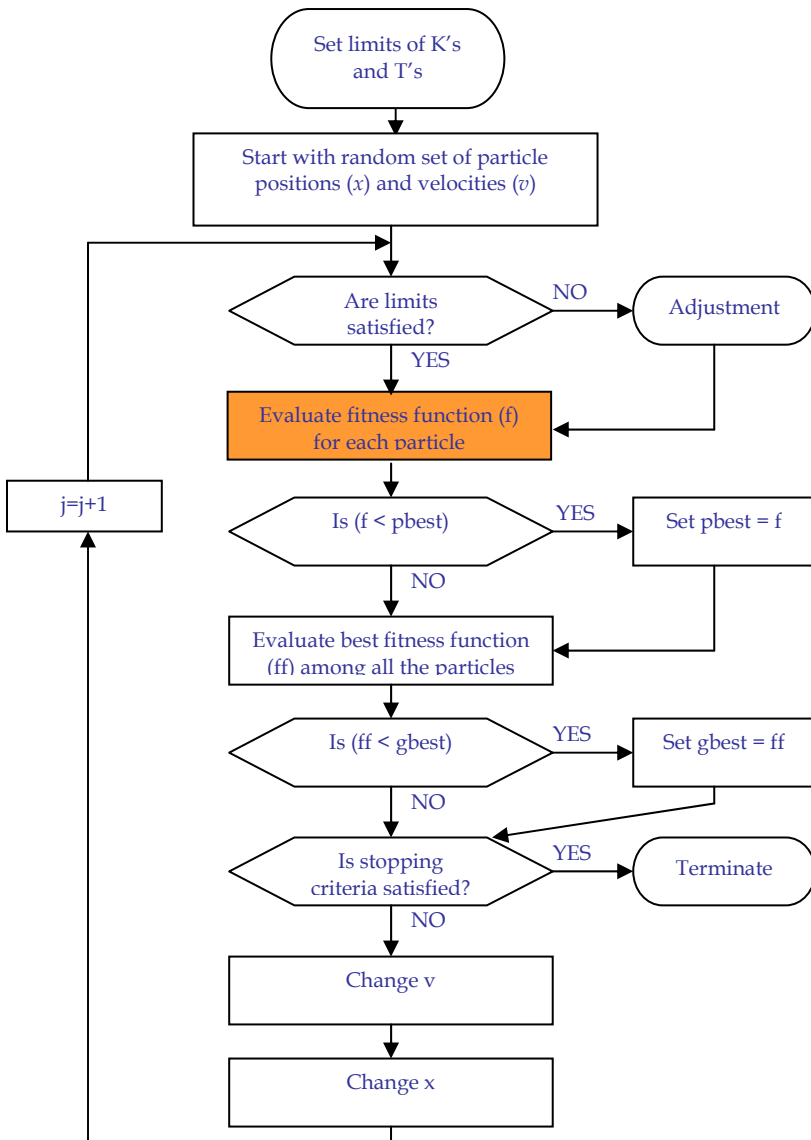 Set limits of K's
and T's
Start with random set of particle
positions (x) and velocities (v)
Are limits
satisfied?
NO
Adjustment
YES
Evaluate fitness function (f)
for each particle
j=j+1
Is (f < pbest)
YES
Set pbest = f
NO
Evaluate best fitness function
(ff) among all the particles
Is (ff < gbest)
YES
Set gbest = ff
NO
Is stopping
criteria satisfied?
YES
Terminate
NO
Change v
Change x